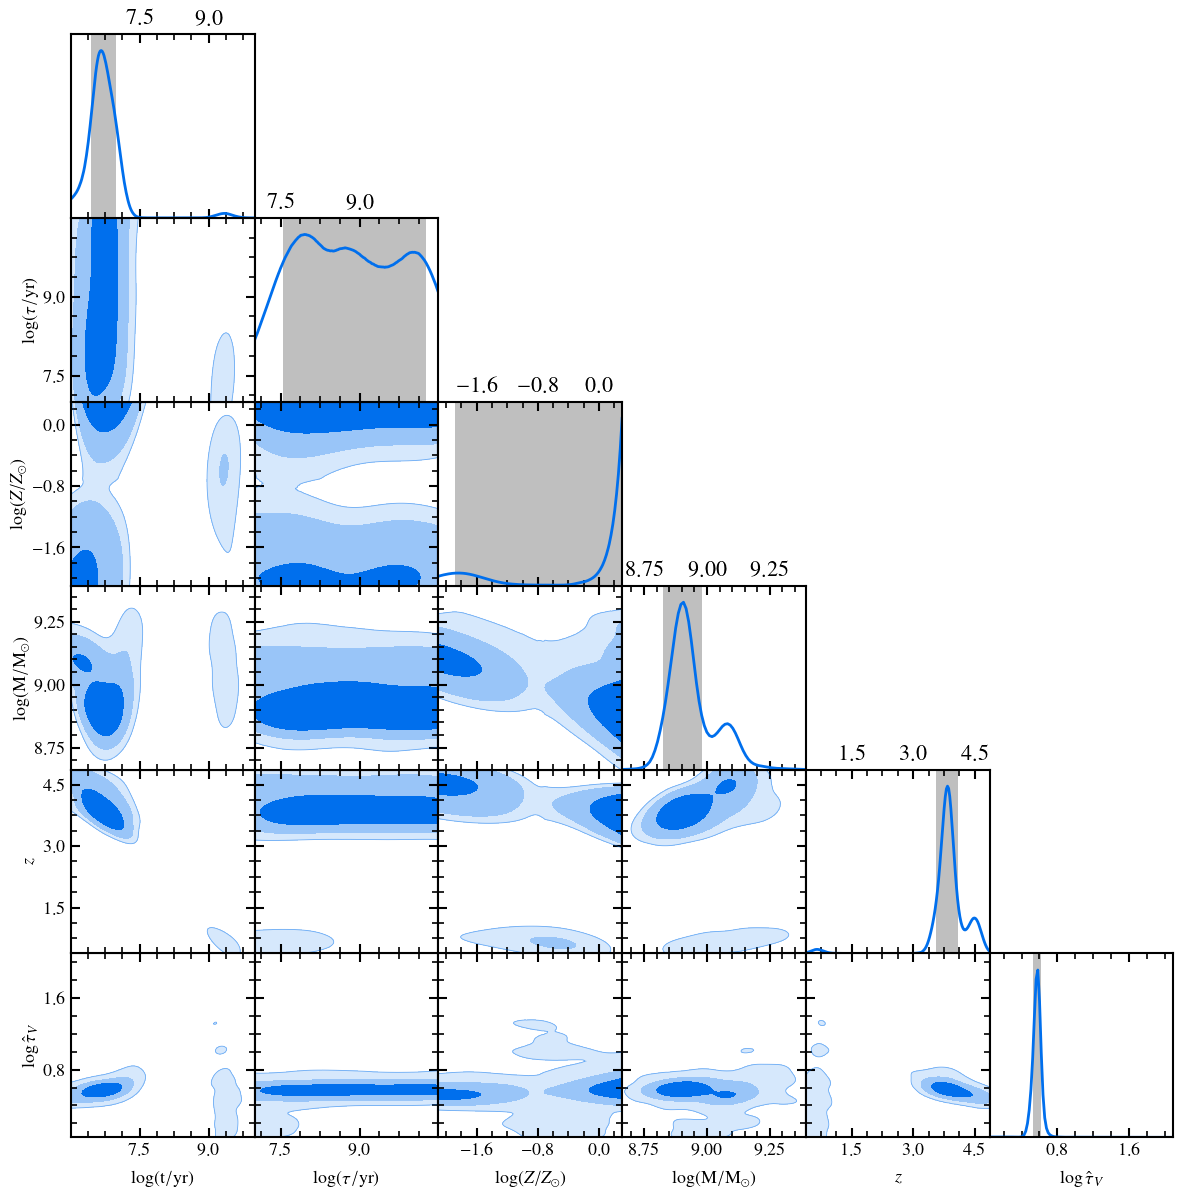 7.5 9.0
7.5 9.0
log(τ/yr)
9.0
7.5
−1.6 −0.8 0.0
log(Z/Z⊙)
0.0
−0.8
−1.6
8.75 9.00 9.25
log(M/M⊙)
9.25
9.00
8.75
1.5 3.0 4.5
z
4.5
3.0
1.5
log τ̂V
1.6
0.8
7.5 9.0 7.5 9.0 −1.6 −0.8 0.0 8.75 9.00 9.25 1.5 3.0 4.5 0.8 1.6
log(t/yr) log(τ/yr) log(Z/Z⊙) log(M/M⊙) z log τ̂V